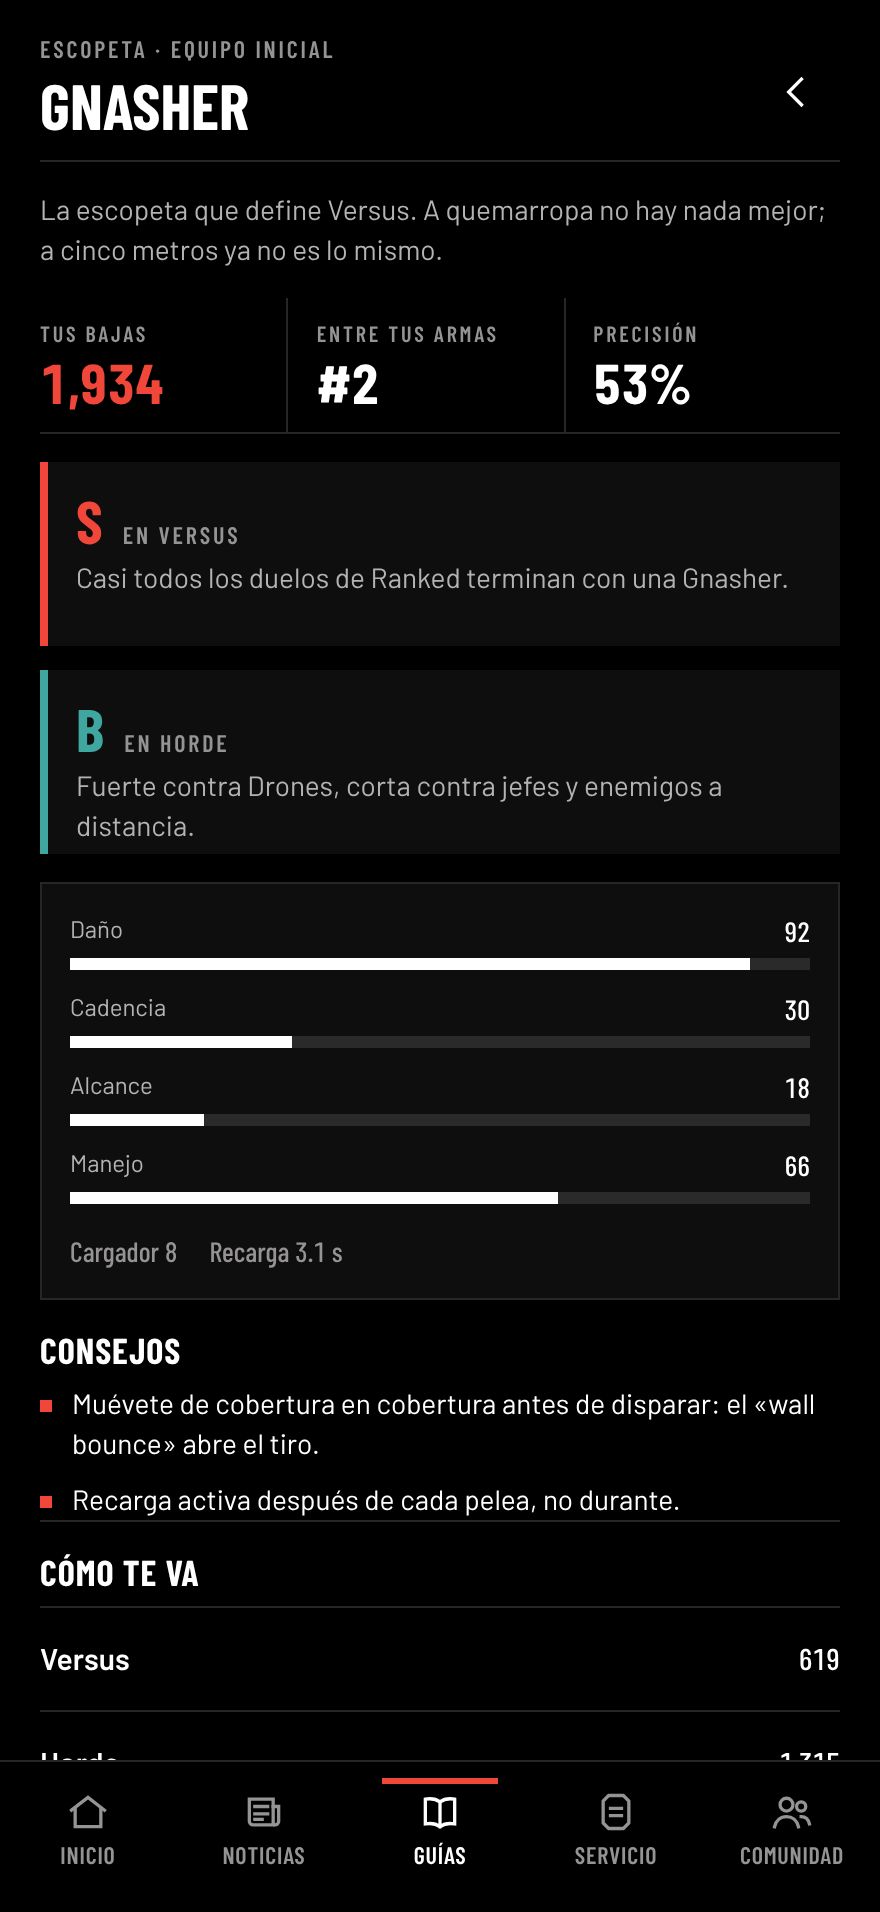 ESCOPETA · EQUIPO INICIAL
GNASHER
La escopeta que define Versus. A quemarropa no hay nada mejor;
a cinco metros ya no es lo mismo.
TUS BAJAS
1,934
ENTRE TUS ARMAS
#2
PRECISIÓN
53%
S EN VERSUS
Casi todos los duelos de Ranked terminan con una Gnasher.
B EN HORDE
Fuerte contra Drones, corta contra jefes y enemigos a
distancia.
Daño 92
Cadencia 30
Alcance 18
Manejo 66
Cargador 8 Recarga 3.1 s
CONSEJOS
Muévete de cobertura en cobertura antes de disparar: el «wall
bounce» abre el tiro.
Recarga activa después de cada pelea, no durante.
CÓMO TE VA
Versus 619
Horde 1,315
INICIO
NOTICIAS
GUÍAS
SERVICIO
COMUNIDAD